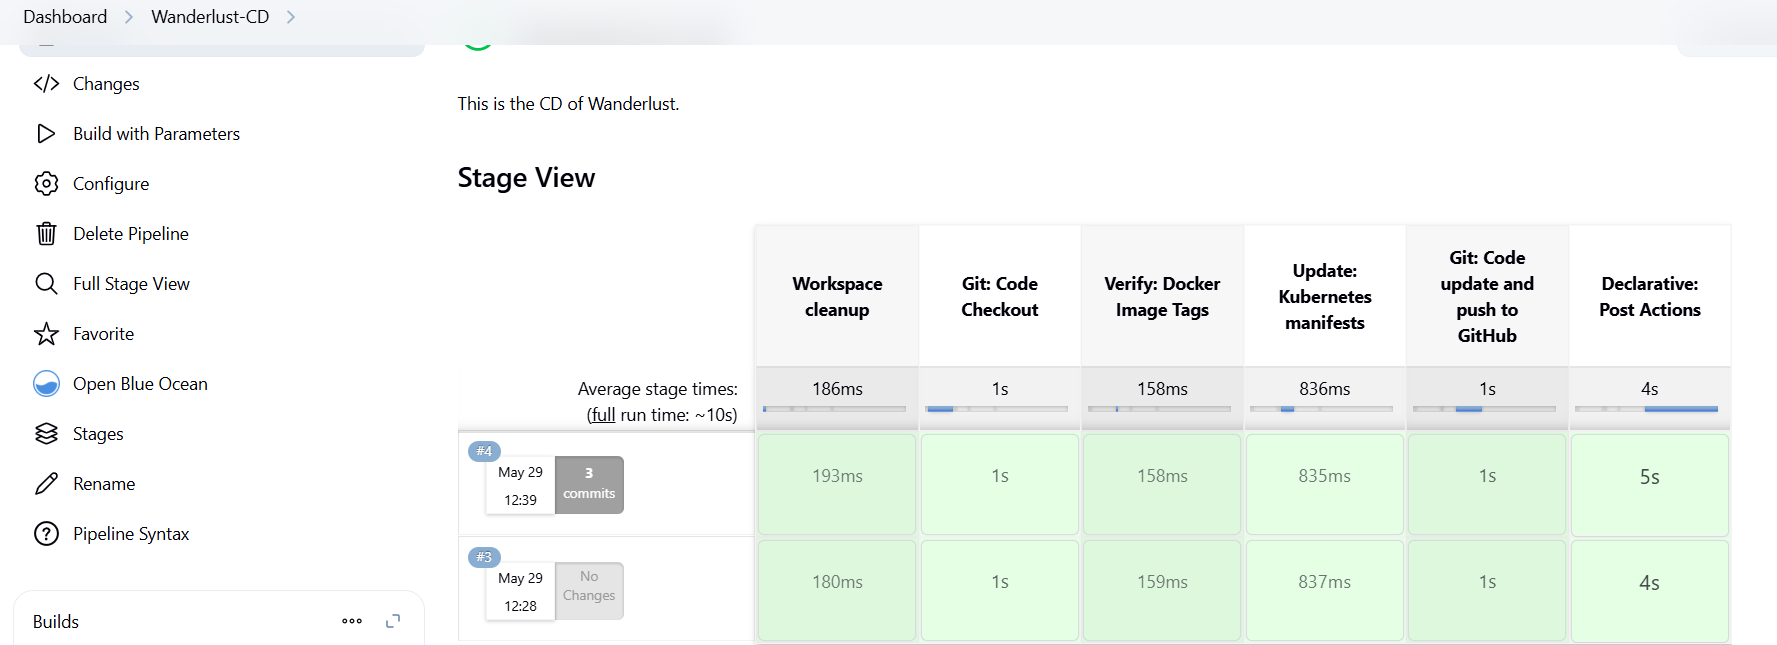 Dashboard
Wanderlust-CD
Changes
Build with Parameters
Configure
Delete Pipeline
Full Stage View
Favorite
Open Blue Ocean
Stages
Rename
Pipeline Syntax
Builds
This is the CD of Wanderlust.
Stage View
Workspace
cleanup
Git: Code
Checkout
Verify: Docker
Image Tags
Update:
Kubernetes
manifests
Git: Code
update and
push to
GitHub
Declarative:
Post Actions
Average stage times:
(full run time: ~10s)
186ms
1s
158ms
836ms
1s
4s
#4
May 29
12:39
3
commits
193ms
1s
158ms
835ms
1s
5s
#3
May 29
12:28
No
Changes
180ms
1s
159ms
837ms
1s
4s